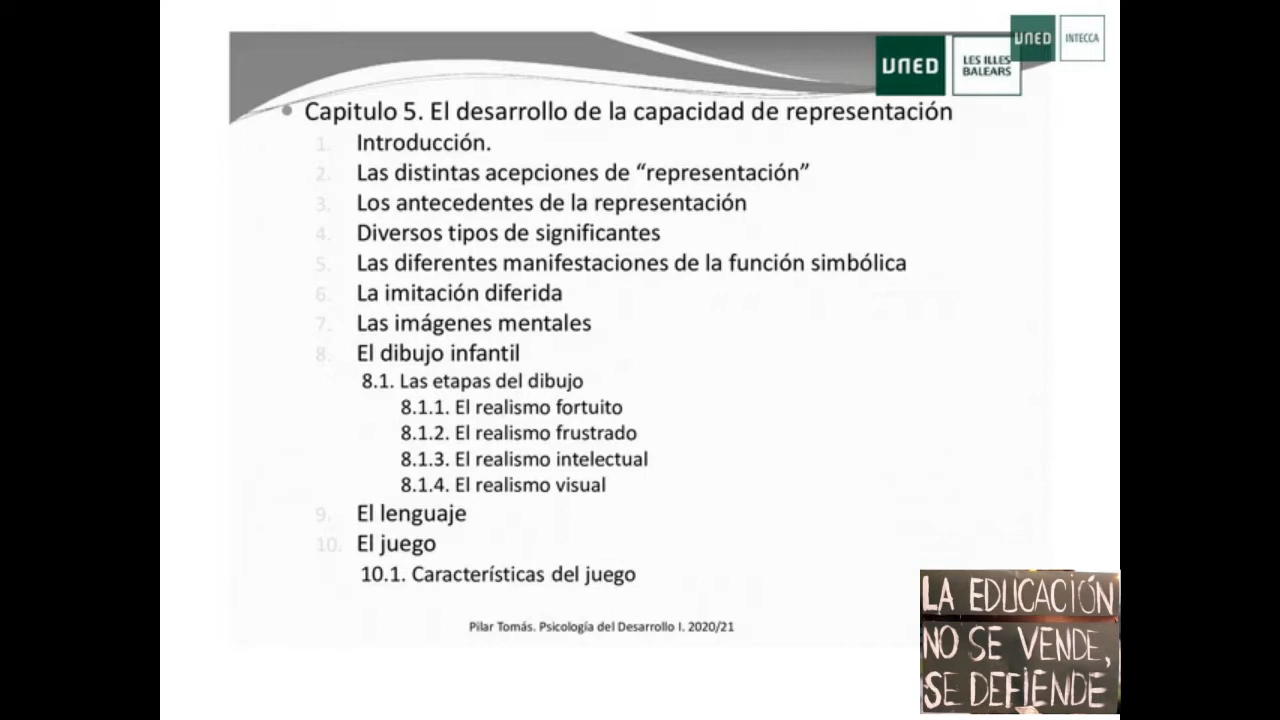 UNED
INTECCA
UNED
LES ILLES
BALEARS
• Capitulo 5. El desarrollo de la capacidad de representación
1. Introducción.
2. Las distintas acepciones de “representación”
3. Los antecedentes de la representación
4. Diversos tipos de significantes
5. Las diferentes manifestaciones de la función simbólica
6. La imitación diferida
7. Las imágenes mentales
8. El dibujo infantil
8.1. Las etapas del dibujo
8.1.1. El realismo fortuito
8.1.2. El realismo frustrado
8.1.3. El realismo intelectual
8.1.4. El realismo visual
9. El lenguaje
10. El juego
10.1. Características del juego
Pilar Tomás. Psicología del Desarrollo I. 2020/21
LA EDUCACIÓN
NO SE VENDE,
SE DEFIENDE